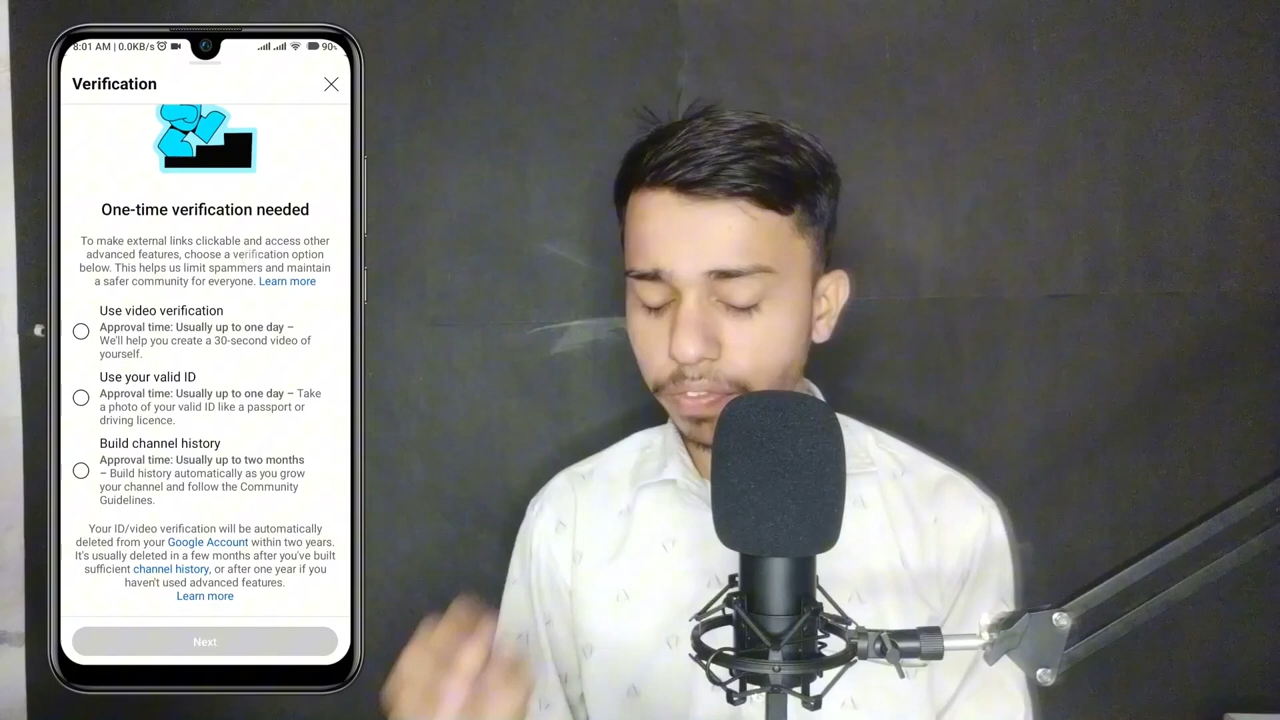 8:01 AM | 0.0KB/s
90
Verification
One-time verification needed
To make external links clickable and access other
advanced features, choose a verification option
below. This helps us limit spammers and maintain
a safer community for everyone. Learn more
Use video verification
Approval time: Usually up to one day –
We'll help you create a 30-second video of
yourself.
Use your valid ID
Approval time: Usually up to one day – Take
a photo of your valid ID like a passport or
driving licence.
Build channel history
Approval time: Usually up to two months
– Build history automatically as you grow
your channel and follow the Community
Guidelines.
Your ID/video verification will be automatically
deleted from your Google Account within two years.
It's usually deleted in a few months after you've built
sufficient channel history, or after one year if you
haven't used advanced features.
Learn more
Next